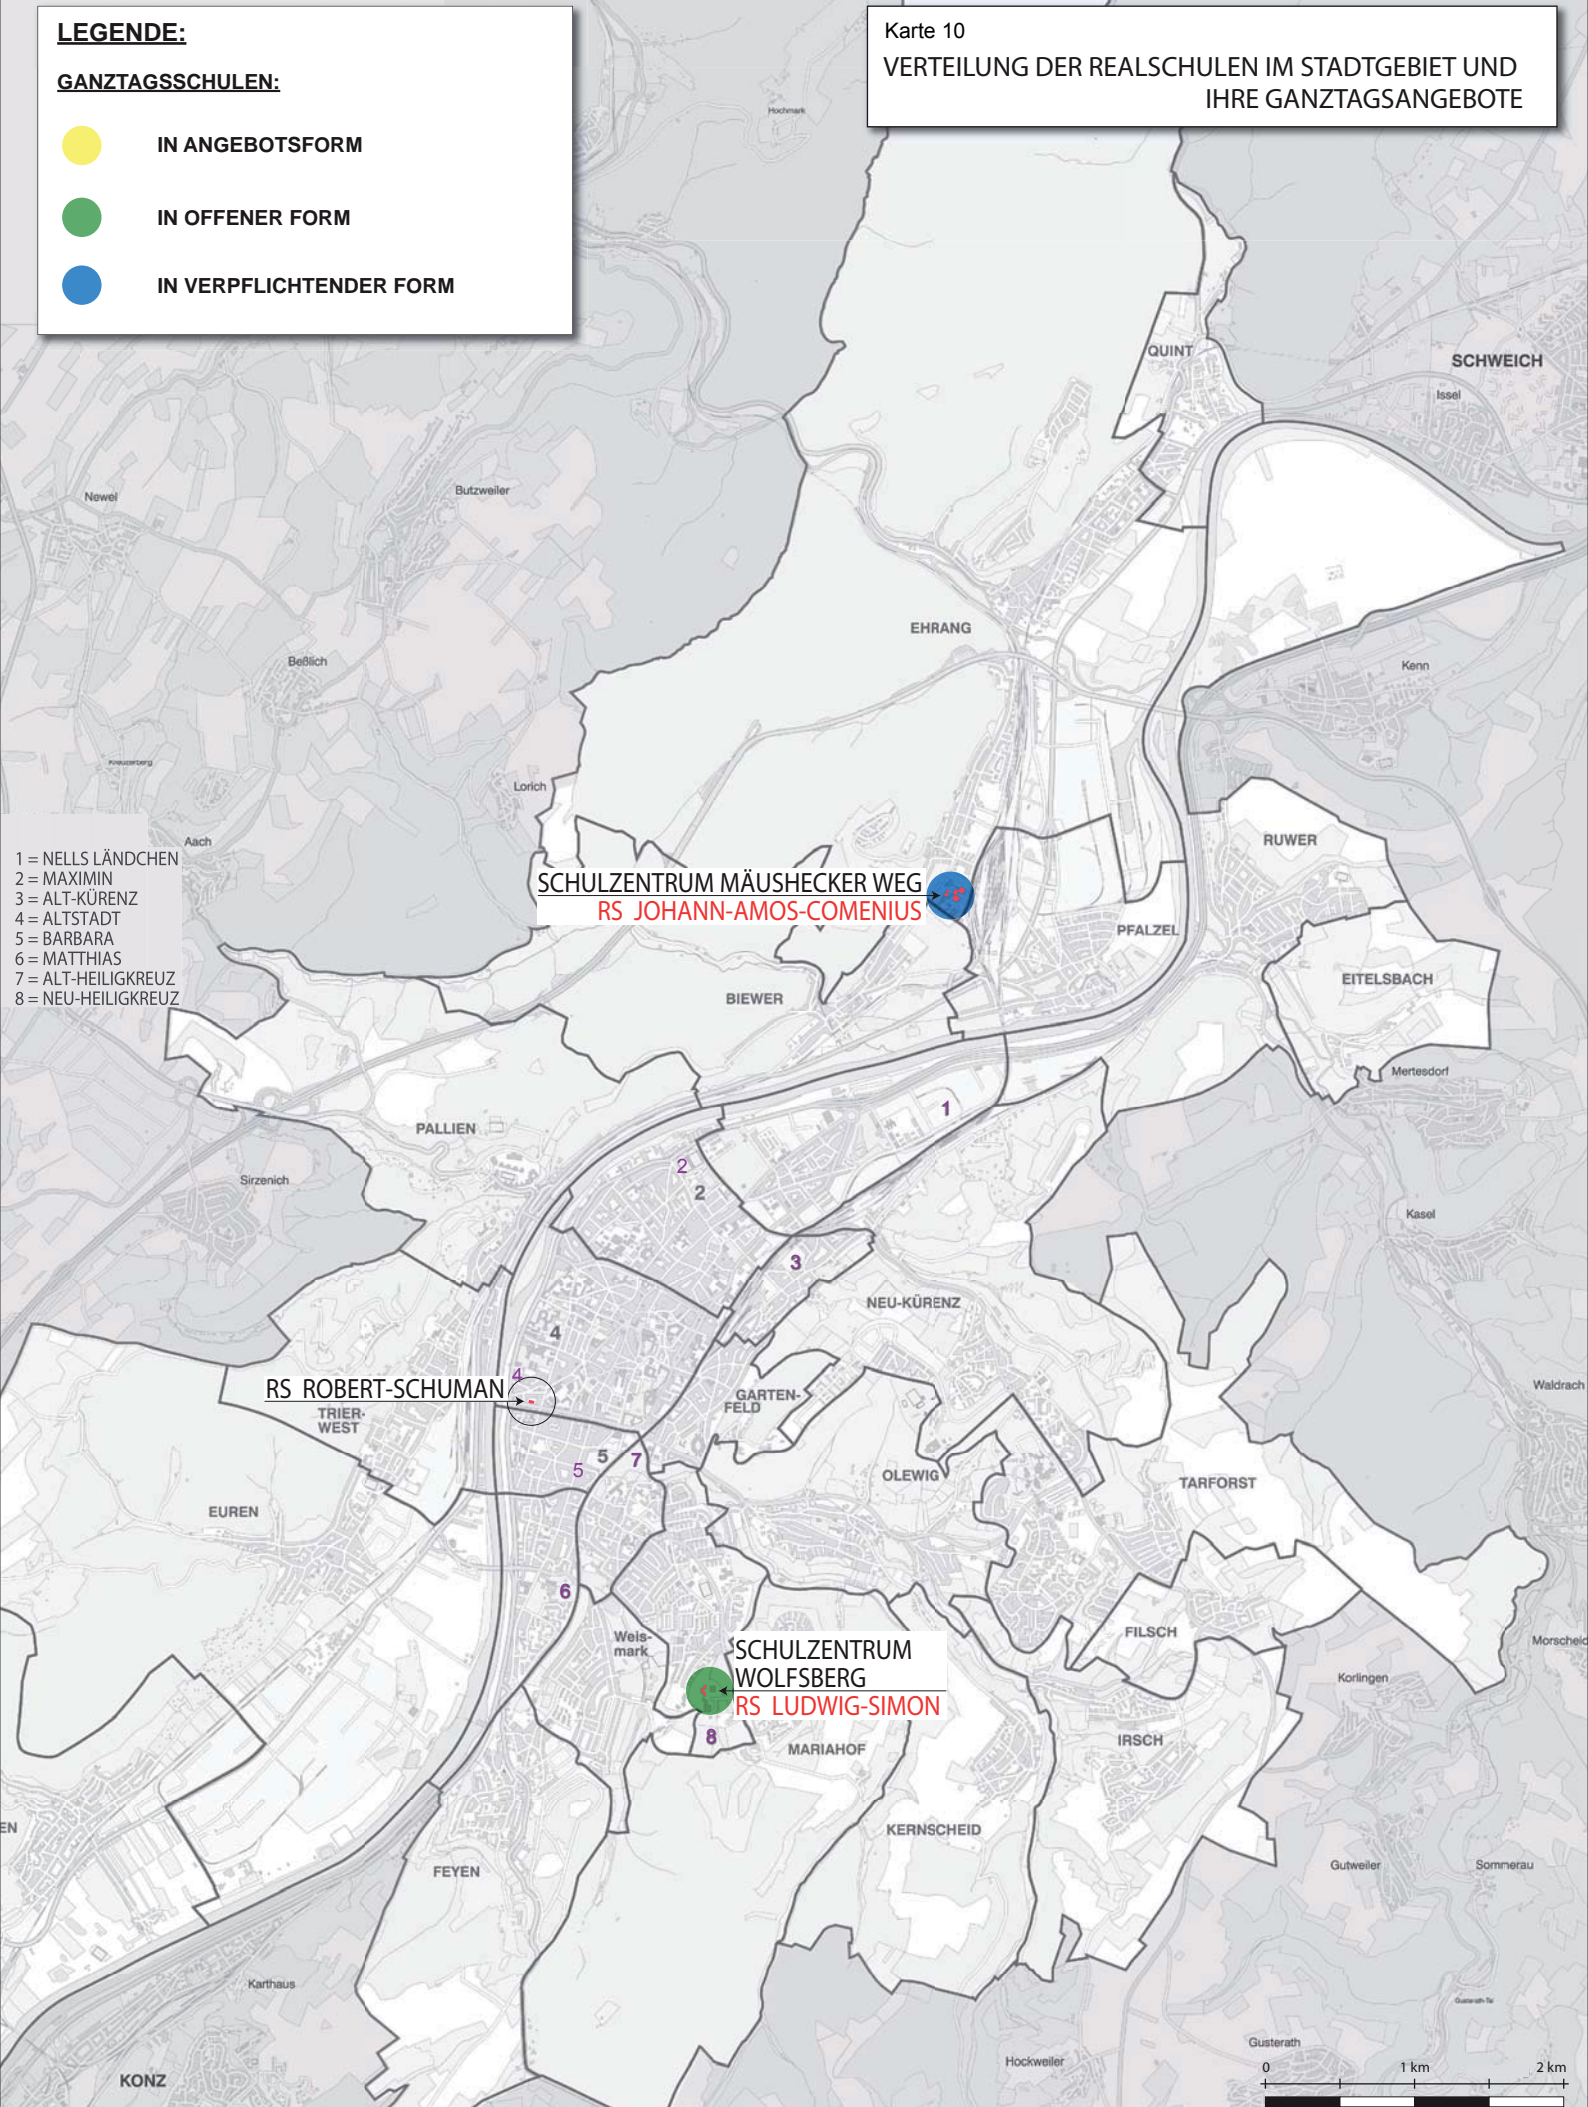 LEGENDE:
GANZTAGSSCHULEN:
IN ANGEBOTSFORM
IN OFFENER FORM
IN VERPFLICHTENDER FORM
Karte 10
VERTEILUNG DER REALSCHULEN IM STADTGEBIET UND
IHRE GANZTAGSANGEBOTE
Hochmark
QUINT
SCHWEICH
Issel
Newel
Butzweiler
EHRANG
Beßlich
Kenn
Kreuzerberg
Lorich
Aach
RUWER
1 = NELLS LÄNDCHEN
2 = MAXIMIN
3 = ALT-KÜRENZ
4 = ALTSTADT
5 = BARBARA
6 = MATTHIAS
7 = ALT-HEILIGKREUZ
8 = NEU-HEILIGKREUZ
SCHULZENTRUM MÄUSHECKER WEG
RS JOHANN-AMOS-COMENIUS
PFALZEL
EITELSBACH
BIEWER
Mertesdorf
1
PALLIEN
2
2
Sirzenich
Kasel
3
NEU-KÜRENZ
4
4
RS ROBERT-SCHUMAN
TRIER-
WEST
GARTEN-
FELD
Waldrach
5
5
7
OLEWIG
TARFORST
EUREN
6
Weis-
mark
FILSCH
Morscheid
SCHULZENTRUM
WOLFSBERG
RS LUDWIG-SIMON
Korlingen
8
MARIAHOF
IRSCH
EN
KERNSCHEID
FEYEN
Gutweiler
Sommerau
Karthaus
Gusterath-Tal
Gusterath
Hockweiler
KONZ
0 1 km 2 km